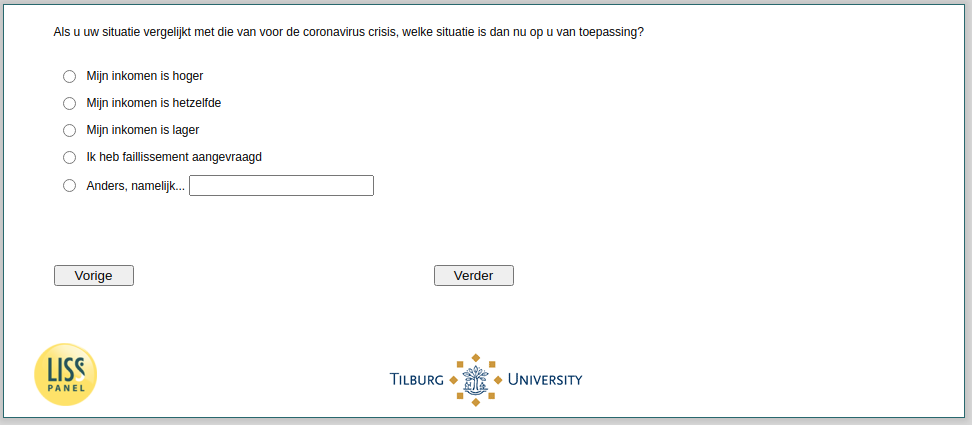 Als u uw situatie vergelijkt met die van voor de coronavirus crisis, welke situatie is dan nu op u van toepassing?
Mijn inkomen is hoger
Mijn inkomen is hetzelfde
Mijn inkomen is lager
Ik heb faillissement aangevraagd
Anders, namelijk...
Vorige
Verder
LISS
PANEL
TILBURG UNIVERSITY